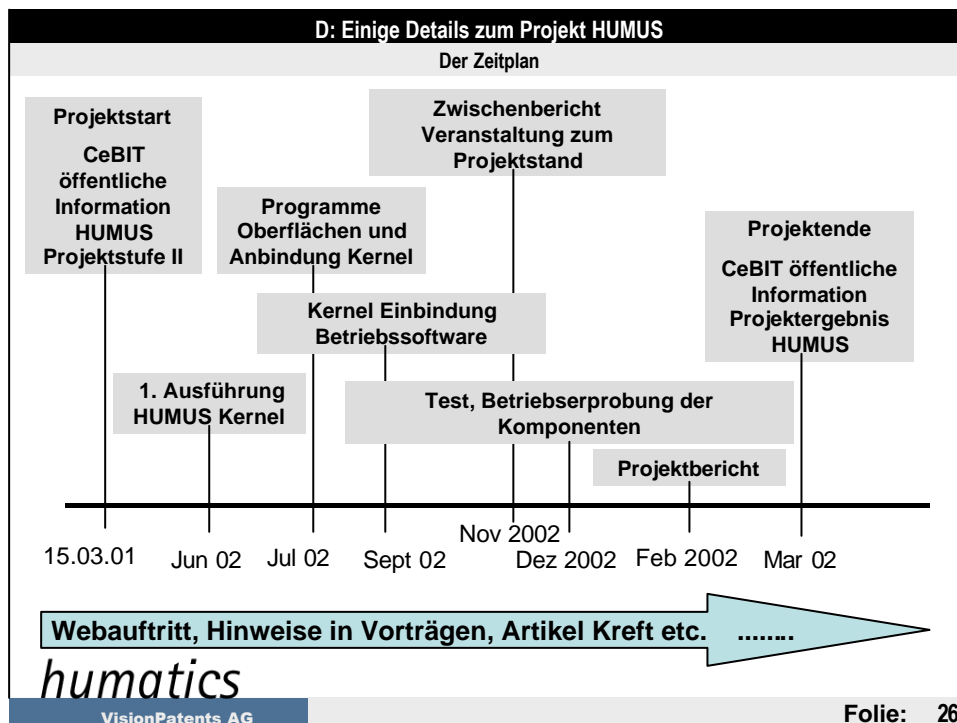 D: Einige Details zum Projekt HUMUS
Der Zeitplan
Projektstart
CeBIT
öffentliche
Information
HUMUS
Projektstufe II
Programme
Oberflächen und
Anbindung Kernel
Zwischenbericht
Veranstaltung zum
Projektstand
Projektende
CeBIT öffentliche
Information
Projektergebnis
HUMUS
Kernel Einbindung
Betriebssoftware
1. Ausführung
HUMUS Kernel
Test, Betriebserprobung der
Komponenten
Projektbericht
15.03.01
Jun 02
Jul 02
Sept 02
Nov 2002
Dez 2002
Feb 2002
Mar 02
Webauftritt, Hinweise in Vorträgen, Artikel Kreft etc. ........
humatics
VisionPatents AG
Folie: 26